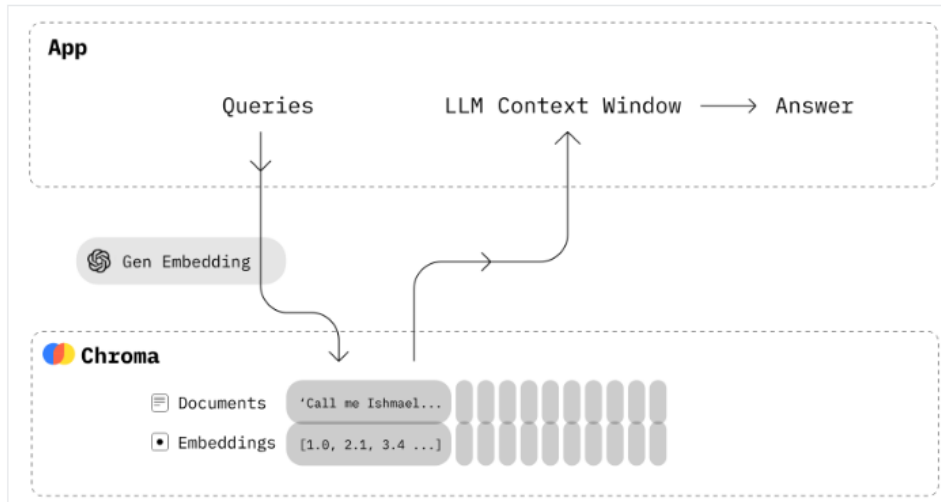 App
Queries
LLM Context Window
Answer
Gen Embedding
Chroma
Documents
‘Call me Ishmael...
Embeddings
[1.0, 2.1, 3.4 ...]